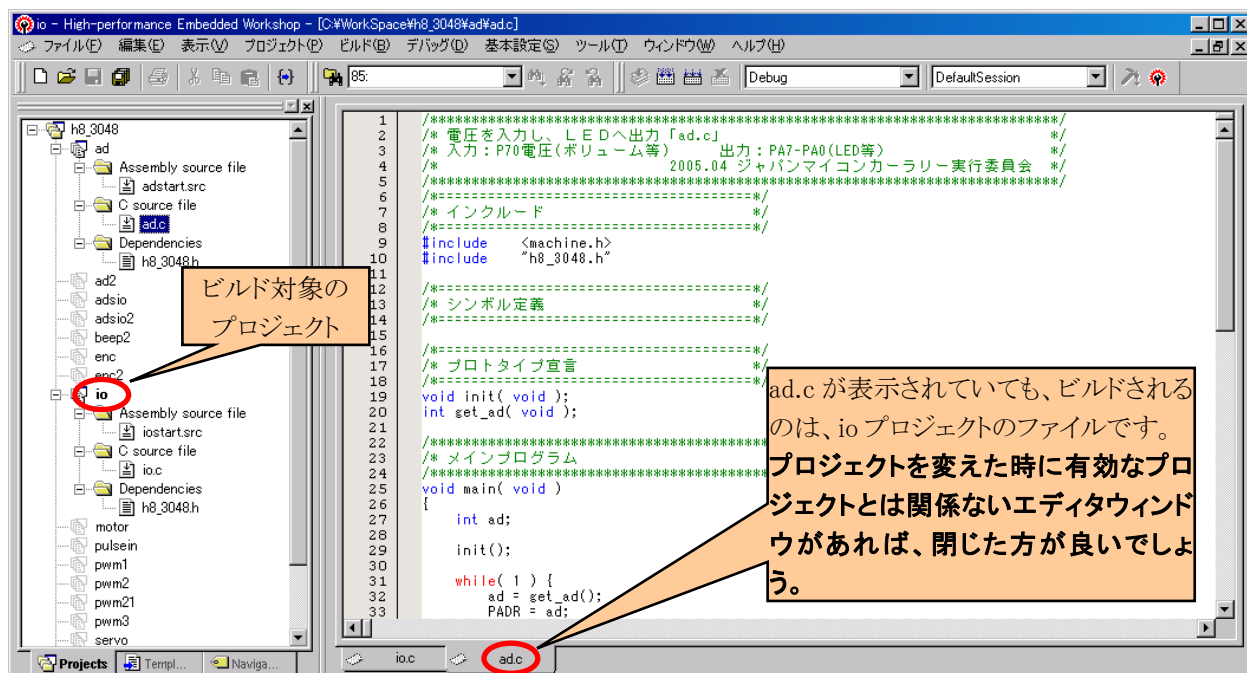 io - High-performance Embedded Workshop - [C:¥WorkSpace¥h8_3048¥ad¥ad.c]
ファイル(F) 編集(E) 表示(V) プロジェクト(P) ビルド(B) デバッグ(D) 基本設定(S) ツール(T) ウィンドウ(W) ヘルプ(H)
85: Debug DefaultSession
h8_3048
ad
Assembly source file
adstart.src
C source file
ad.c
Dependencies
h8_3048.h
ad2
adsio
adsio2
beep2
enc
enc2
io
Assembly source file
iostart.src
C source file
io.c
Dependencies
h8_3048.h
motor
pulsein
pwm1
pwm2
pwm21
pwm3
servo
Projects Templ... Naviga...
ビルド対象の
プロジェクト
1 /****************************************************************************/
2 /* 電圧を入力し、ＬＥＤへ出力「ad.c」 */
3 /* 入力：P70電圧(ボリューム等) 出力：PA7-PA0(LED等) */
4 /* 2005.04 ジャパンマイコンカーラリー実行委員会 */
5 /****************************************************************************/
6 /*======================================*/
7 /* インクルード */
8 /*======================================*/
9 #include <machine.h>
10 #include "h8_3048.h"
11
12 /*======================================*/
13 /* シンボル定義 */
14 /*======================================*/
15
16 /*======================================*/
17 /* プロトタイプ宣言 */
18 /*======================================*/
19 void init( void );
20 int get_ad( void );
21
22 /***************************************
23 /* メインプログラム
24 /***************************************
25 void main( void )
26 {
27 int ad;
28
29 init();
30
31 while( 1 ) {
32 ad = get_ad();
33 PADR = ad;
io.c ad.c
ad.c が表示されていても、ビルドされる
のは、io プロジェクトのファイルです。
プロジェクトを変えた時に有効なプロ
ジェクトとは関係ないエディタウィンド
ウがあれば、閉じた方が良いでしょ
う。